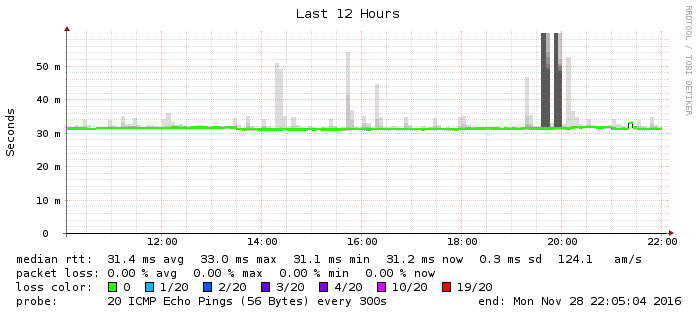 Last 12 Hours
RRDTOOL / TOBI OETIKER
Seconds
50 m
40 m
30 m
20 m
10 m
0
12:00 14:00 16:00 18:00 20:00 22:00
median rtt: 31.4 ms avg 33.0 ms max 31.1 ms min 31.2 ms now 0.3 ms sd 124.1 am/s
packet loss: 0.00 % avg 0.00 % max 0.00 % min 0.00 % now
loss color: 0 1/20 2/20 3/20 4/20 10/20 19/20
probe: 20 ICMP Echo Pings (56 Bytes) every 300s end: Mon Nov 28 22:05:04 2016